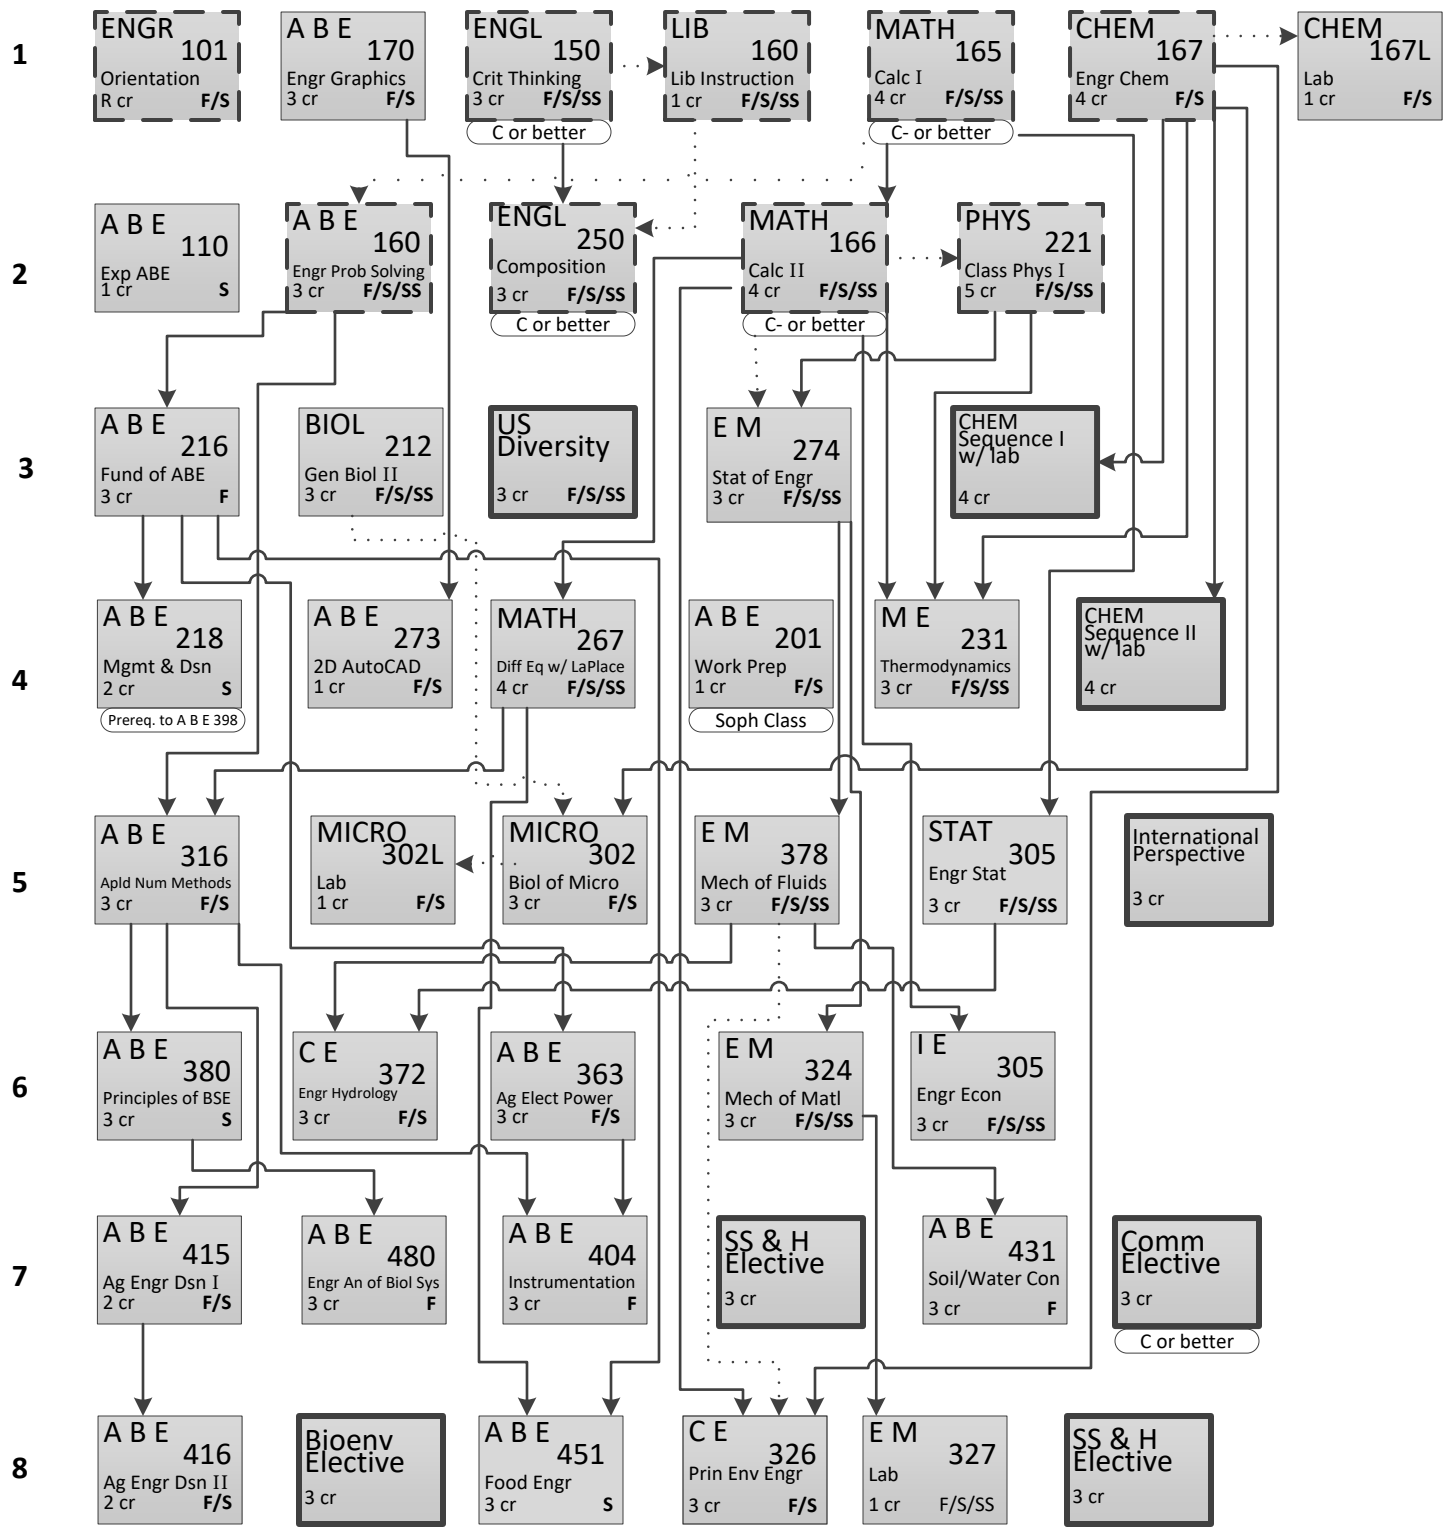 1
ENGR
101
Orientation
R cr F/S
A B E
170
Engr Graphics
3 cr F/S
ENGL
150
Crit Thinking
3 cr F/S/SS
C or better
LIB
160
Lib Instruction
1 cr F/S/SS
MATH
165
Calc I
4 cr F/S/SS
C- or better
CHEM
167
Engr Chem
4 cr F/S
CHEM
167L
Lab
1 cr F/S
2
A B E
110
Exp ABE
1 cr S
A B E
160
Engr Prob Solving
3 cr F/S/SS
ENGL
250
Composition
3 cr F/S/SS
C or better
MATH
166
Calc II
4 cr F/S/SS
C- or better
PHYS
221
Class Phys I
5 cr F/S/SS
3
A B E
216
Fund of ABE
3 cr F
BIOL
212
Gen Biol II
3 cr F/S/SS
US
Diversity
3 cr F/S/SS
E M
274
Stat of Engr
3 cr F/S/SS
CHEM
Sequence I
w/ lab
4 cr
4
A B E
218
Mgmt & Dsn
2 cr S
Prereq. to A B E 398
A B E
273
2D AutoCAD
1 cr F/S
MATH
267
Diff Eq w/ LaPlace
4 cr F/S/SS
A B E
201
Work Prep
1 cr F/S
Soph Class
M E
231
Thermodynamics
3 cr F/S/SS
CHEM
Sequence II
w/ lab
4 cr
5
A B E
316
Apld Num Methods
3 cr F/S
MICRO
302L
Lab
1 cr F/S
MICRO
302
Biol of Micro
3 cr F/S
E M
378
Mech of Fluids
3 cr F/S/SS
STAT
305
Engr Stat
3 cr F/S/SS
International
Perspective
3 cr
6
A B E
380
Principles of BSE
3 cr S
C E
372
Engr Hydrology
3 cr F/S
A B E
363
Ag Elect Power
3 cr F/S
E M
324
Mech of Matl
3 cr F/S/SS
I E
305
Engr Econ
3 cr F/S/SS
7
A B E
415
Ag Engr Dsn I
2 cr F/S
A B E
480
Engr An of Biol Sys
3 cr F
A B E
404
Instrumentation
3 cr F
SS & H
Elective
3 cr
A B E
431
Soil/Water Con
3 cr F
Comm
Elective
3 cr
C or better
8
A B E
416
Ag Engr Dsn II
2 cr F/S
Bioenv
Elective
3 cr
A B E
451
Food Engr
3 cr S
C E
326
Prin Env Engr
3 cr F/S
E M
327
Lab
1 cr F/S/SS
SS & H
Elective
3 cr